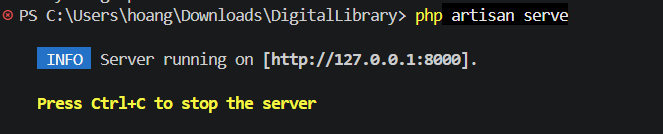 PS C:\Users\hoang\Downloads\DigitalLibrary> php artisan serve
INFO Server running on [http://127.0.0.1:8000].
Press Ctrl+C to stop the server